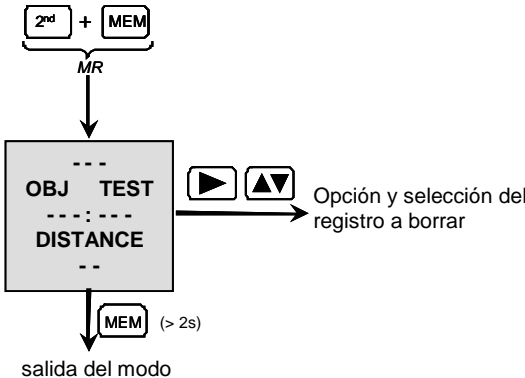 2nd + MEM
MR
- - -
OBJ TEST
- - - : - - -
DISTANCE
- -
Opción y selección del
registro a borrar
MEM (> 2s)
salida del modo